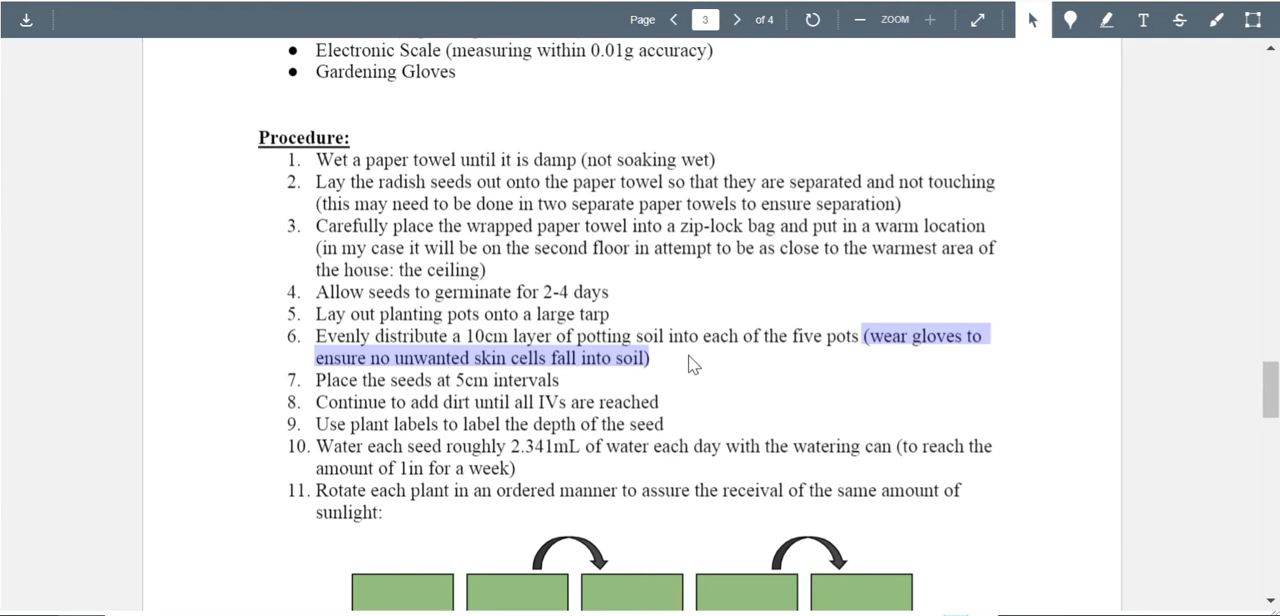 Page 3 of 4 ZOOM T S
● Electronic Scale (measuring within 0.01g accuracy)
● Gardening Gloves
Procedure:
1. Wet a paper towel until it is damp (not soaking wet)
2. Lay the radish seeds out onto the paper towel so that they are separated and not touching
(this may need to be done in two separate paper towels to ensure separation)
3. Carefully place the wrapped paper towel into a zip-lock bag and put in a warm location
(in my case it will be on the second floor in attempt to be as close to the warmest area of
the house: the ceiling)
4. Allow seeds to germinate for 2-4 days
5. Lay out planting pots onto a large tarp
6. Evenly distribute a 10cm layer of potting soil into each of the five pots (wear gloves to
ensure no unwanted skin cells fall into soil)
7. Place the seeds at 5cm intervals
8. Continue to add dirt until all IVs are reached
9. Use plant labels to label the depth of the seed
10. Water each seed roughly 2.341mL of water each day with the watering can (to reach the
amount of 1in for a week)
11. Rotate each plant in an ordered manner to assure the receival of the same amount of
sunlight: